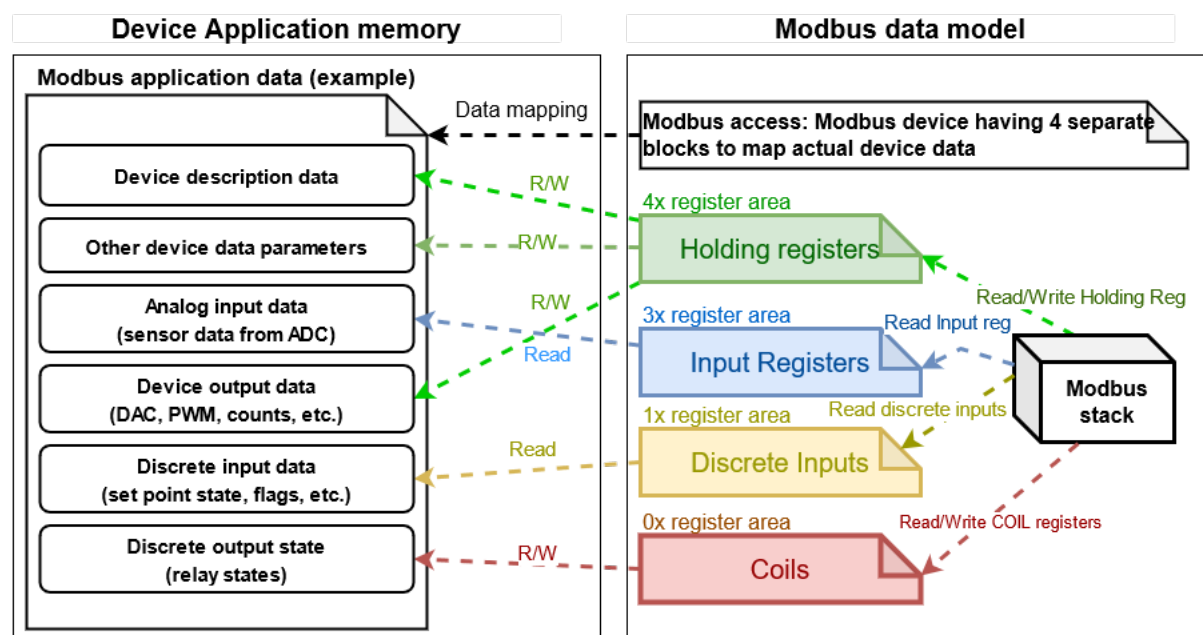 Device Application memory
Modbus data model
Modbus application data (example)
Data mapping
Modbus access: Modbus device having 4 separate
blocks to map actual device data
Device description data
R/W
4x register area
Holding registers
Other device data parameters
R/W
Read/Write Holding Reg
Analog input data
(sensor data from ADC)
R/W
3x register area
Read Input reg
Read
Input Registers
Device output data
(DAC, PWM, counts, etc.)
Modbus
stack
1x register area
Read discrete inputs
Read
Discrete Inputs
Discrete input data
(set point state, flags, etc.)
0x register area
Read/Write COIL registers
Discrete output state
(relay states)
R/W
Coils